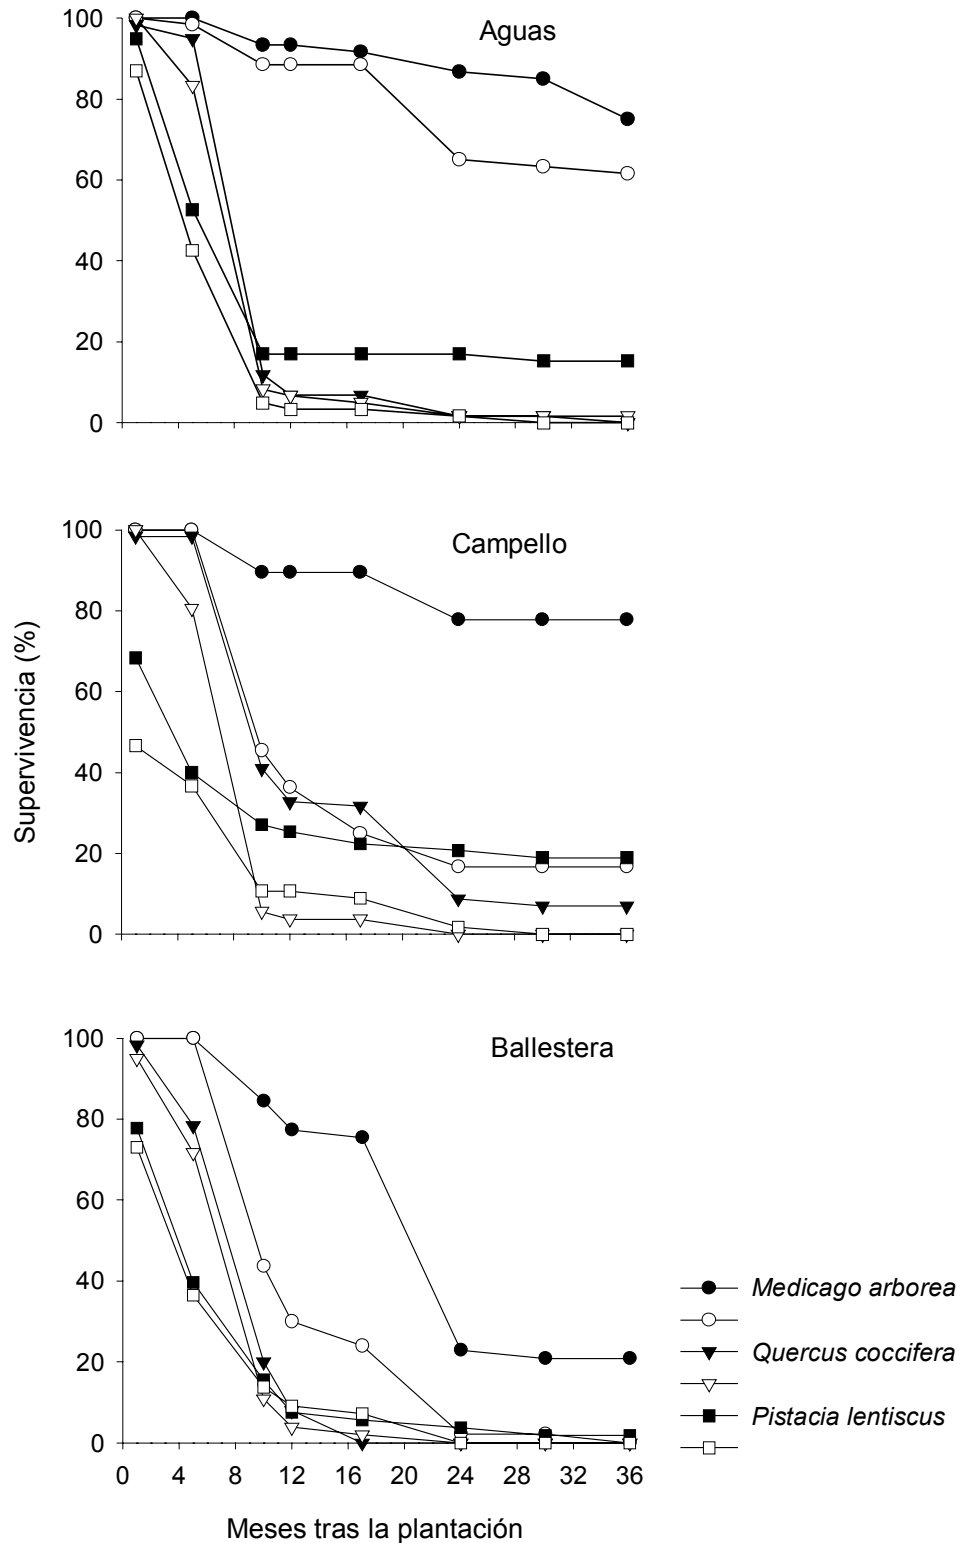 Aguas
100
80
60
40
20
0
Campello
100
80
60
40
20
0
Supervivencia (%)
Ballestera
100
80
60
40
20
0
0 4 8 12 16 20 24 28 32 36
Meses tras la plantación
Medicago arborea
Quercus coccifera
Pistacia lentiscus